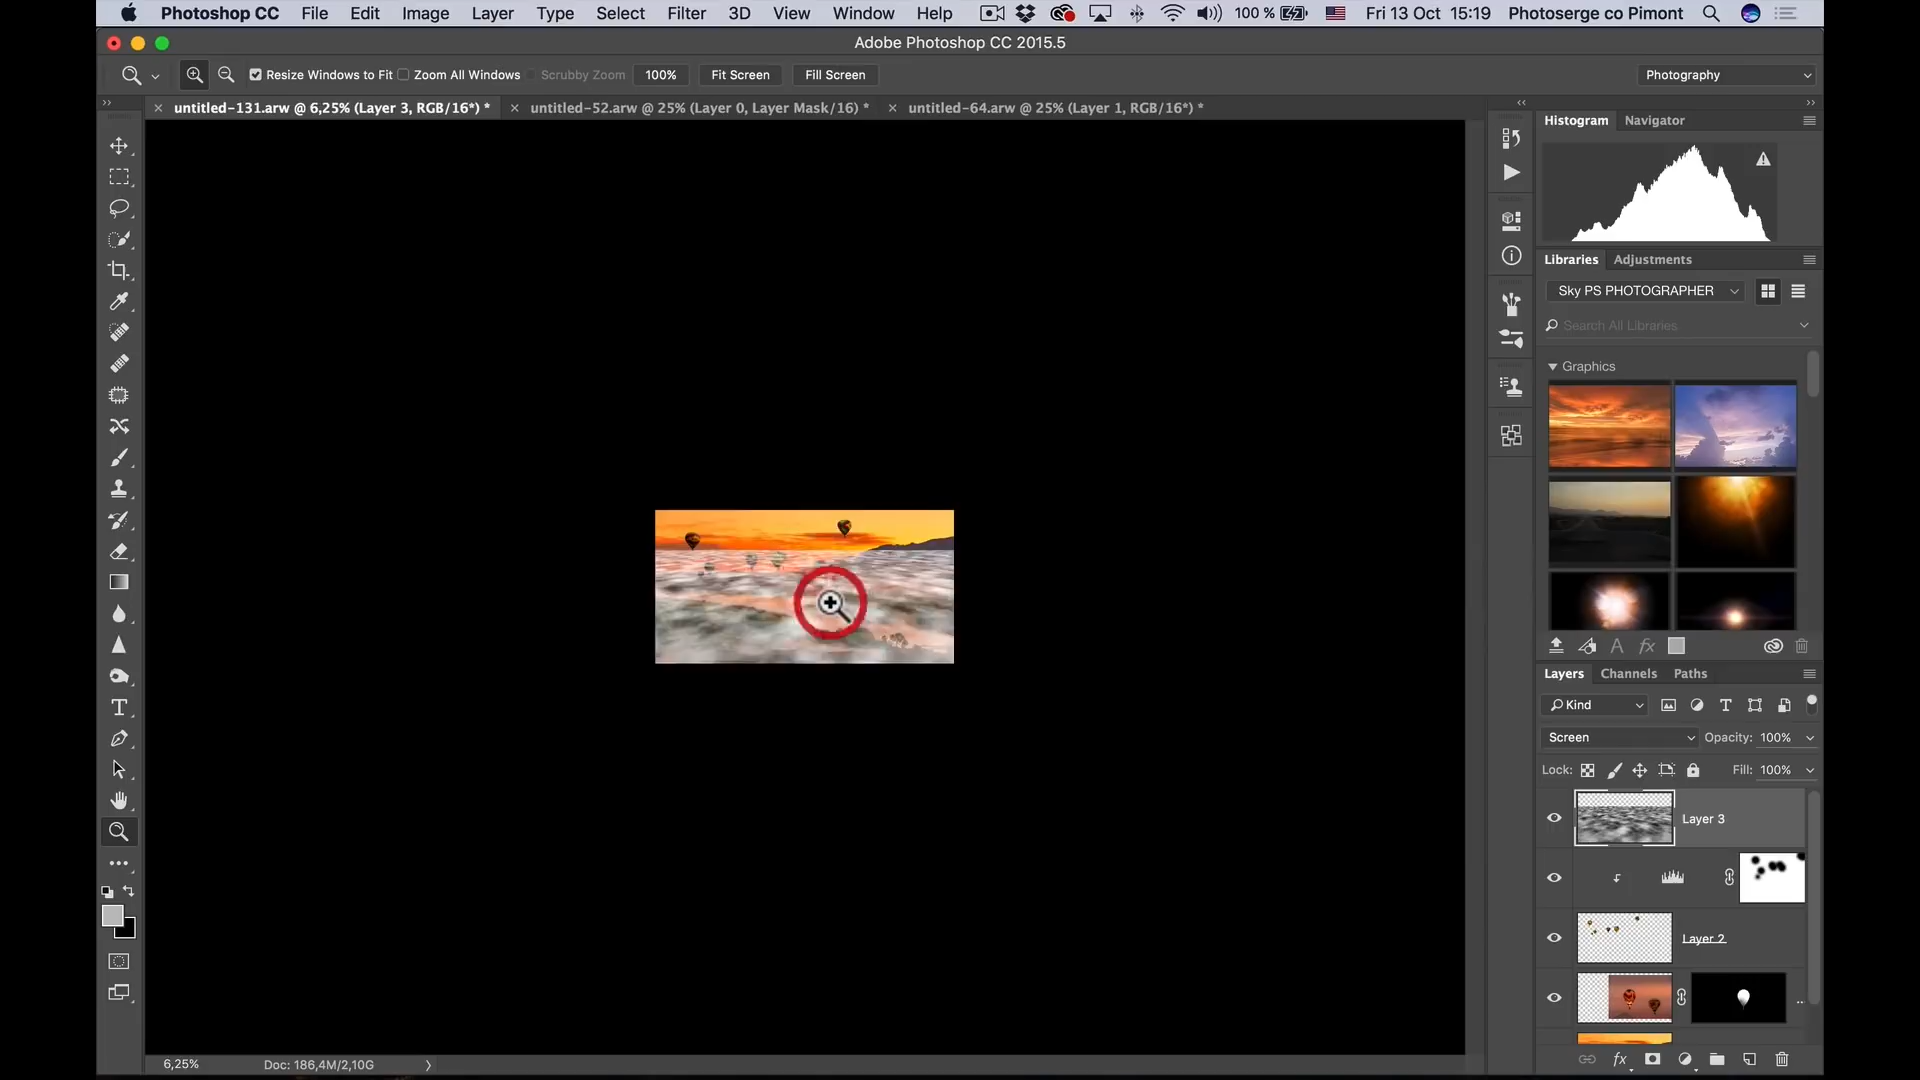 Photoshop CC File Edit Image Layer Type Select Filter 3D View Window Help 100 % Fri 13 Oct 15:19 Photoserge co Pimont
Adobe Photoshop CC 2015.5
Resize Windows to Fit Zoom All Windows Scrubby Zoom 100% Fit Screen Fill Screen Photography
untitled-131.arw @ 6,25% (Layer 3, RGB/16*) * untitled-52.arw @ 25% (Layer 0, Layer Mask/16) * untitled-64.arw @ 25% (Layer 1, RGB/16*) *
Histogram Navigator
Libraries Adjustments
Sky PS PHOTOGRAPHER
Search All Libraries
Graphics
Layers Channels Paths
Kind
Screen Opacity: 100%
Lock: Fill: 100%
Layer 3
Layer 2
6,25% Doc: 186,4M/2,10G